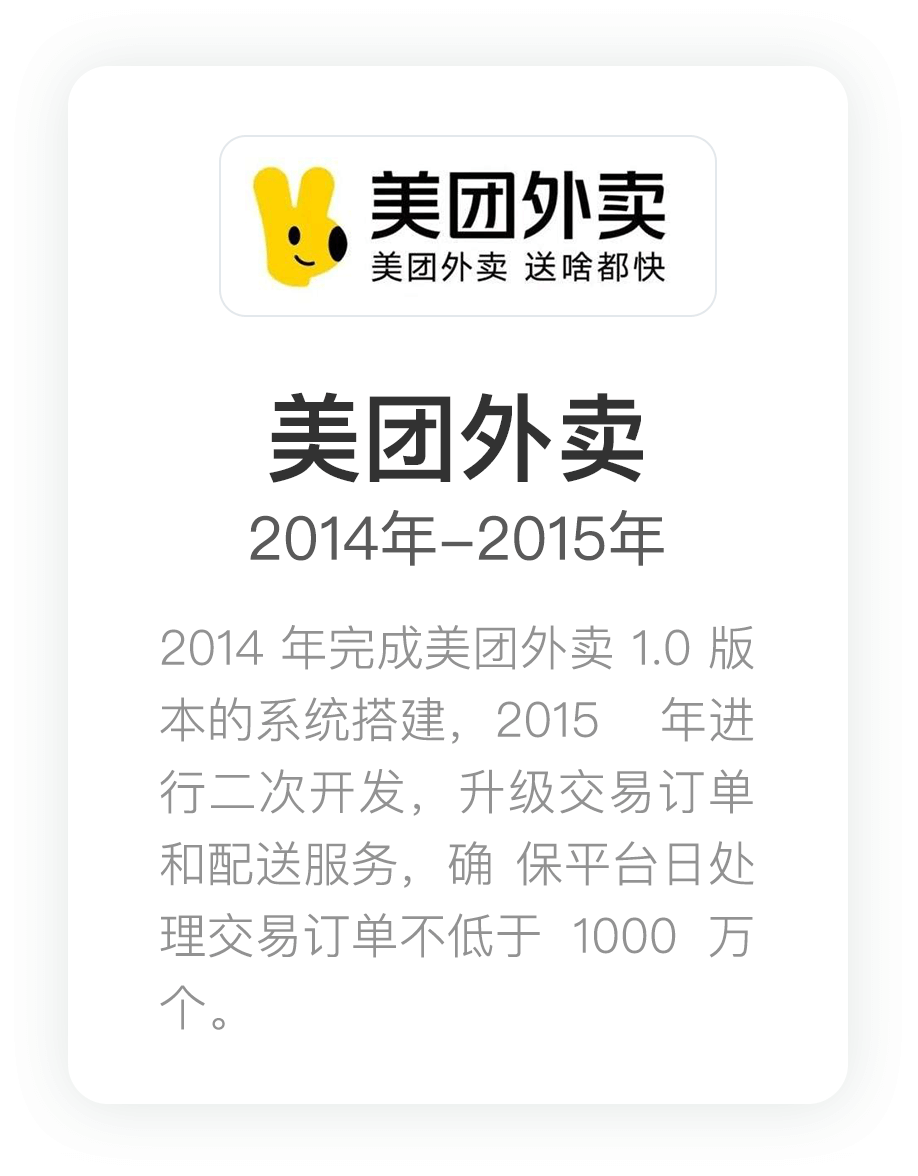 美团外卖
美团外卖 送啥都快
美团外卖
2014年-2015年
2014 年完成美团外卖 1.0 版
本的系统搭建，2015 年进
行二次开发，升级交易订单
和配送服务，确 保平台日处
理交易订单不低于 1000 万
个。